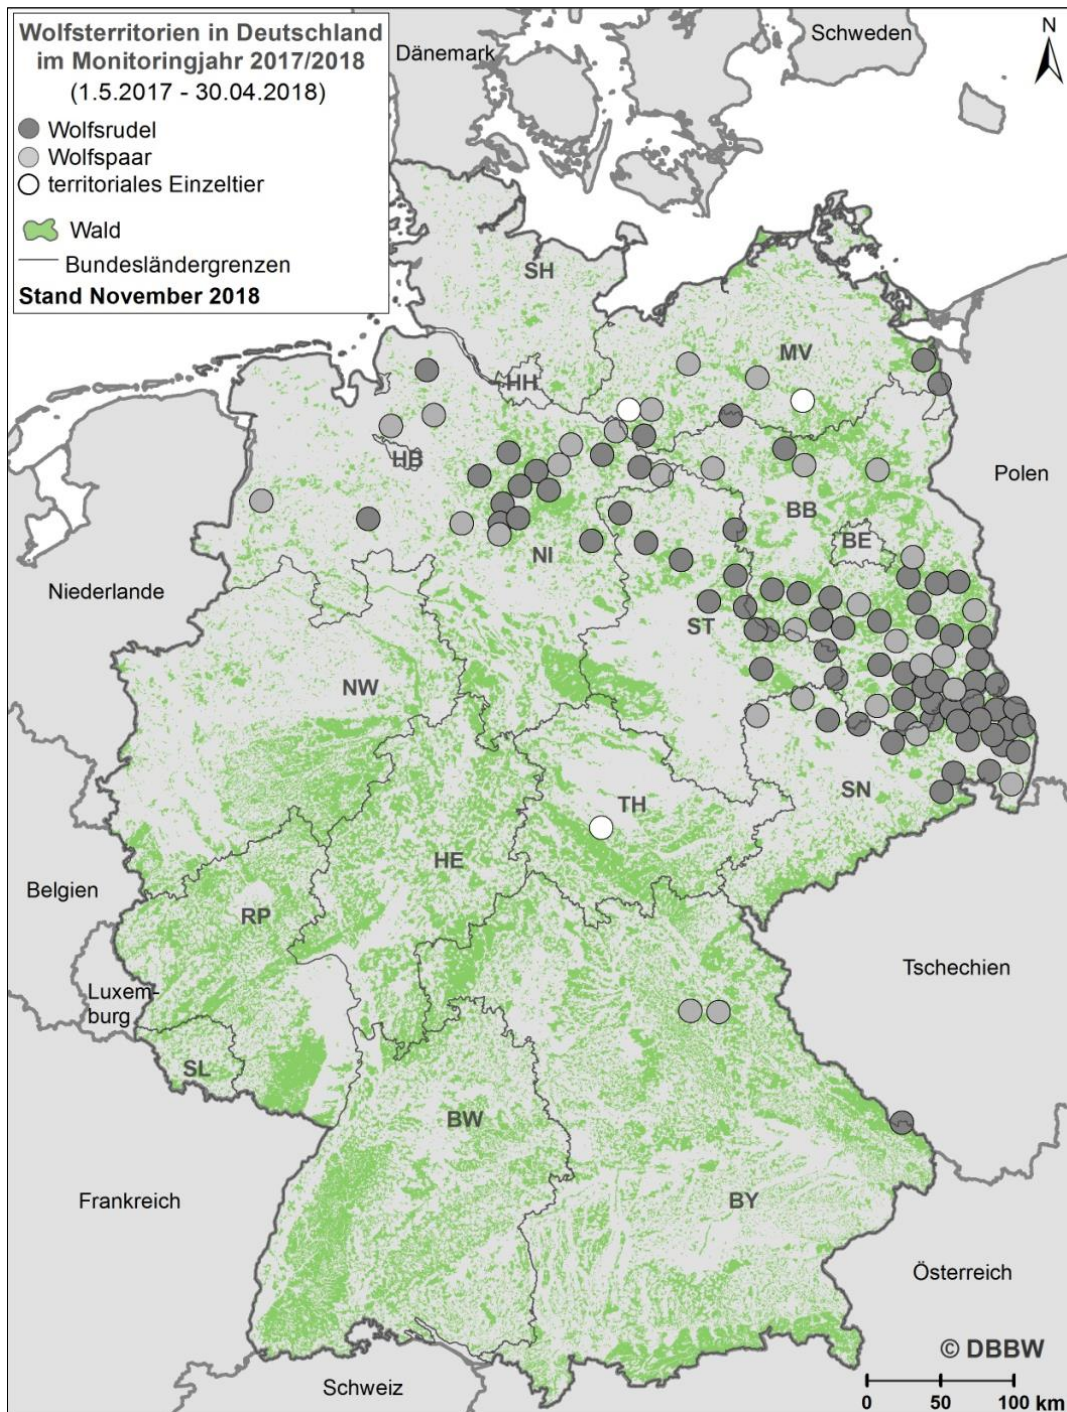 Wolfsterritorien in Deutschland
im Monitoringjahr 2017/2018
(1.5.2017 - 30.04.2018)
Wolfsrudel
Wolfspaar
territoriales Einzeltier
Wald
Bundesländergrenzen
Stand November 2018
Dänemark
Schweden
N
SH
MV
HH
HB
Polen
BB
BE
NI
Niederlande
ST
NW
SN
TH
HE
Belgien
RP
Tschechien
Luxem-
burg
SL
BW
Frankreich
BY
Österreich
© DBBW
Schweiz
0 50 100 km